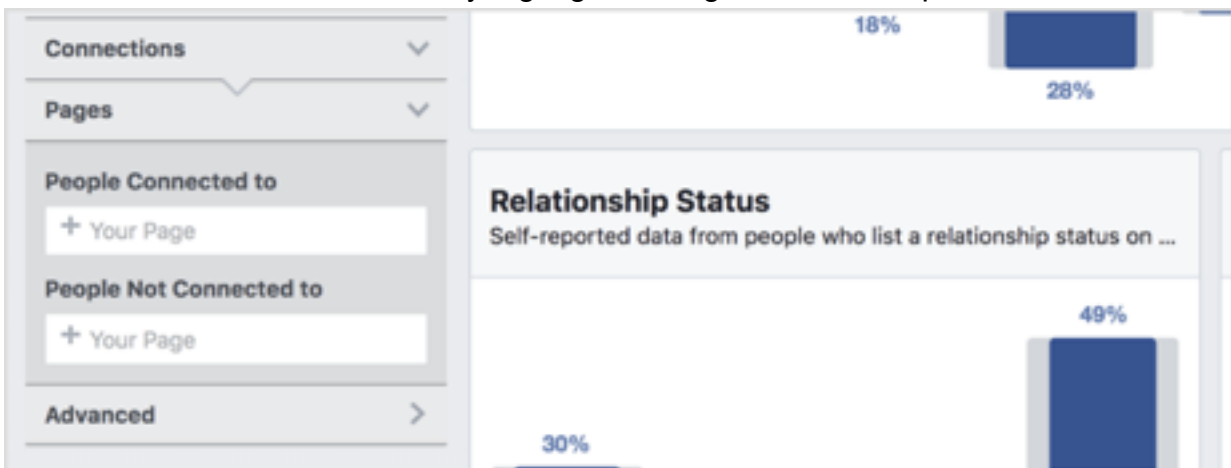 18%
28%
Connections
Pages
People Connected to
+ Your Page
People Not Connected to
+ Your Page
Advanced
Relationship Status
Self-reported data from people who list a relationship status on ...
49%
30%